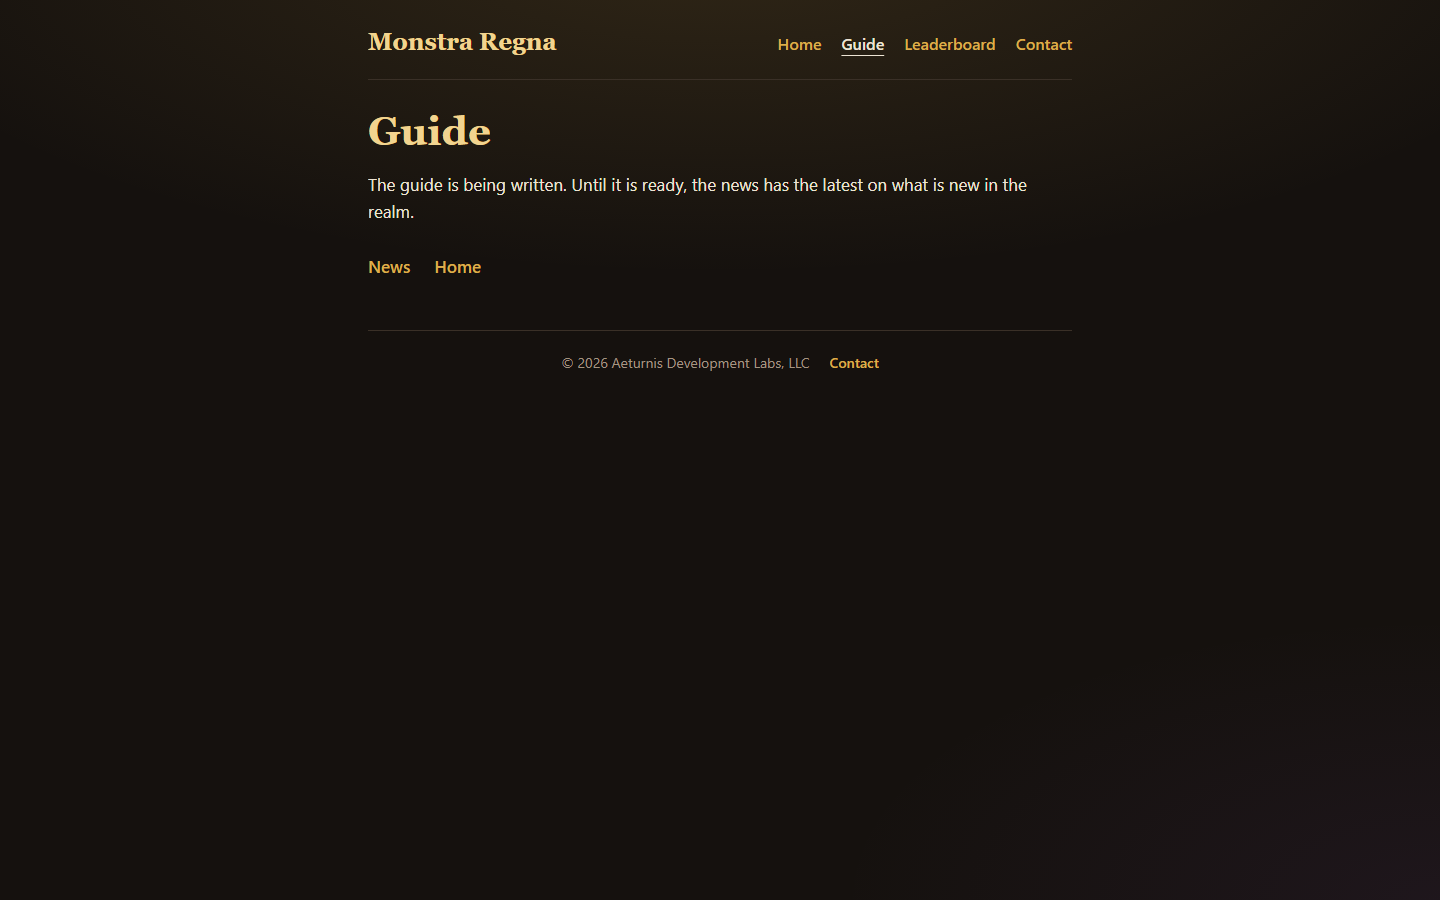 Monstra Regna
Home Guide Leaderboard Contact
Guide
The guide is being written. Until it is ready, the news has the latest on what is new in the
realm.
News Home
© 2026 Aeturnis Development Labs, LLC Contact